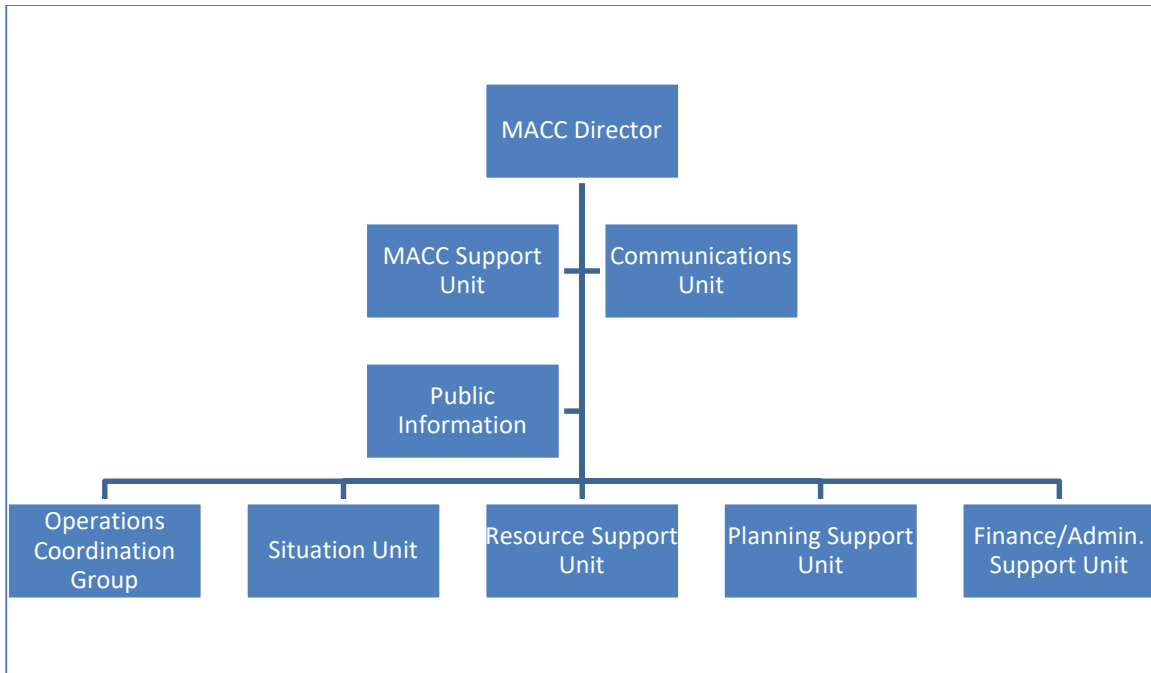 MACC Director
MACC Support
Unit
Communications
Unit
Public
Information
Operations
Coordination
Group
Situation Unit
Resource Support
Unit
Planning Support
Unit
Finance/Admin.
Support Unit